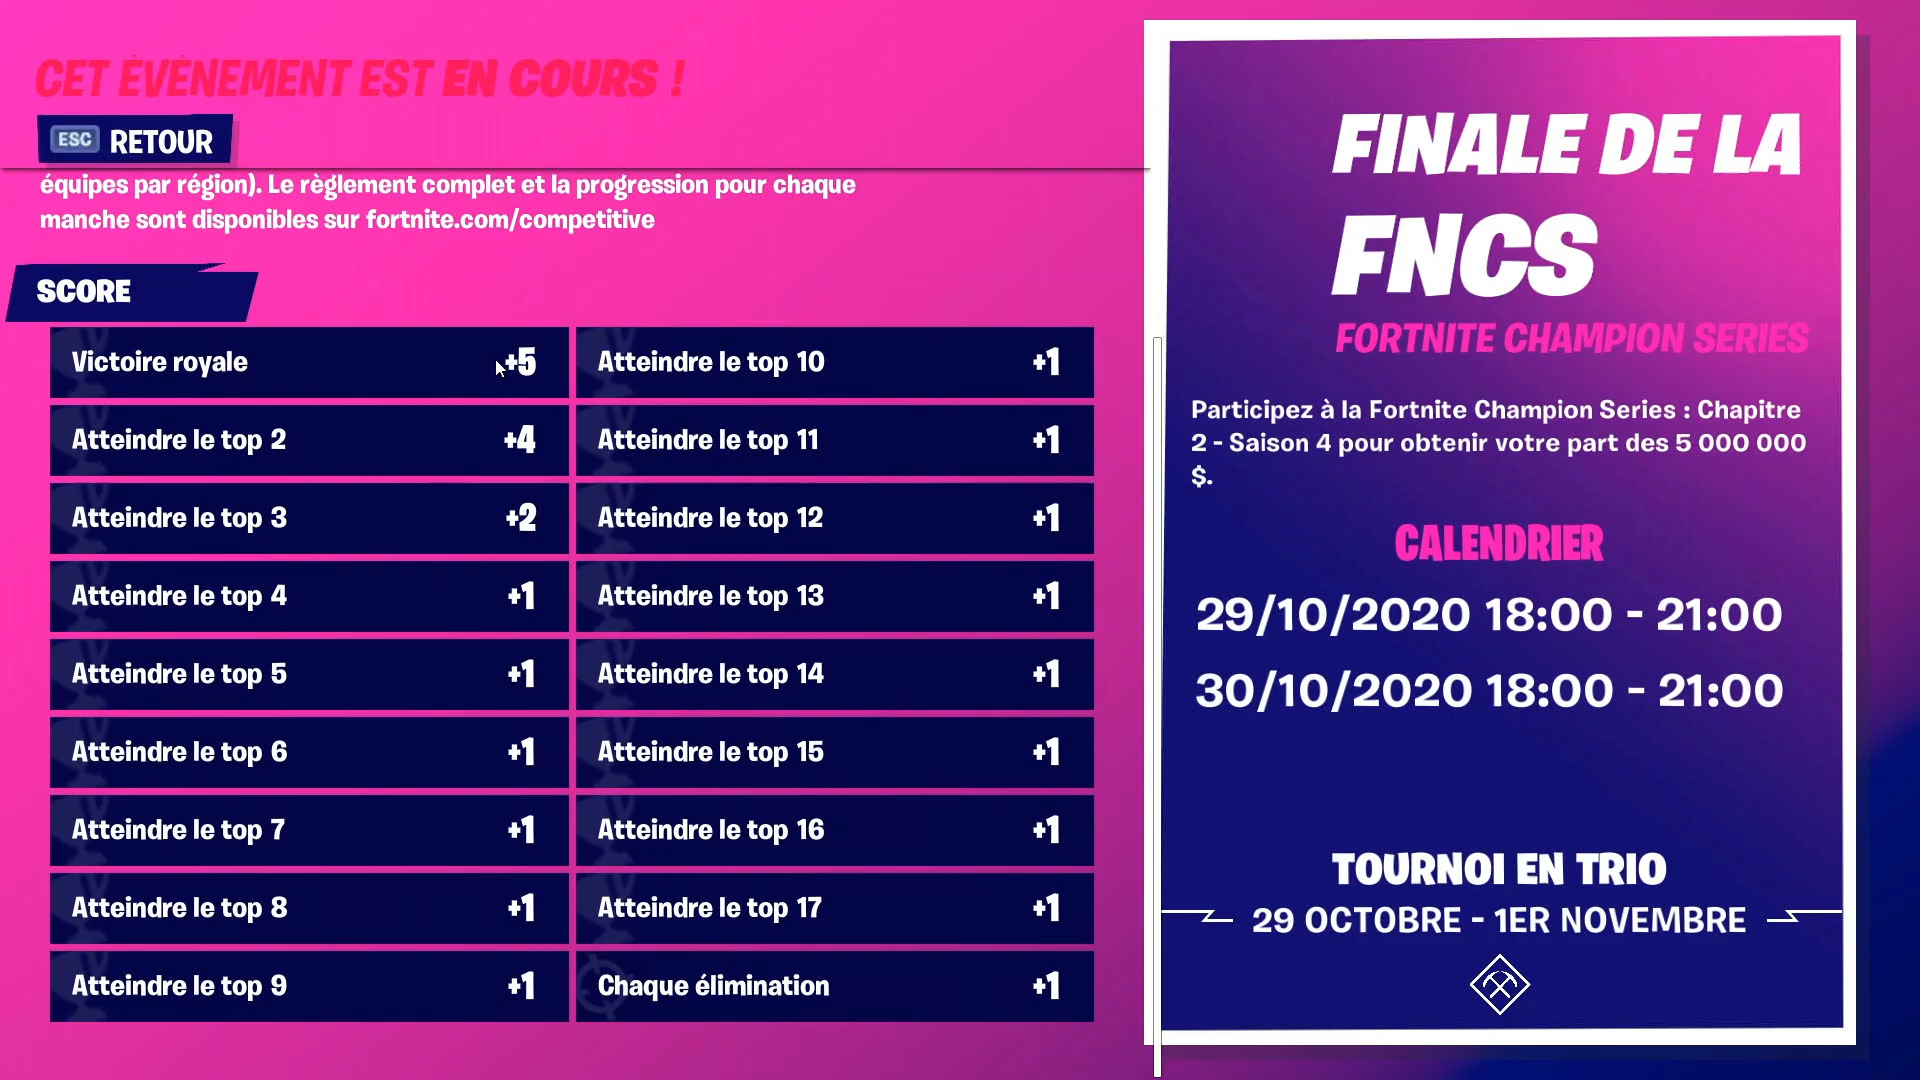 CET ÉVÉNEMENT EST EN COURS !
ESC RETOUR
équipes par région). Le règlement complet et la progression pour chaque
manche sont disponibles sur fortnite.com/competitive
SCORE
Victoire royale +5
Atteindre le top 2 +4
Atteindre le top 3 +2
Atteindre le top 4 +1
Atteindre le top 5 +1
Atteindre le top 6 +1
Atteindre le top 7 +1
Atteindre le top 8 +1
Atteindre le top 9 +1
Atteindre le top 10 +1
Atteindre le top 11 +1
Atteindre le top 12 +1
Atteindre le top 13 +1
Atteindre le top 14 +1
Atteindre le top 15 +1
Atteindre le top 16 +1
Atteindre le top 17 +1
Chaque élimination +1
FINALE DE LA
FNCS
FORTNITE CHAMPION SERIES
Participez à la Fortnite Champion Series : Chapitre
2 - Saison 4 pour obtenir votre part des 5 000 000
$.
CALENDRIER
29/10/2020 18:00 - 21:00
30/10/2020 18:00 - 21:00
TOURNOI EN TRIO
29 OCTOBRE - 1ER NOVEMBRE